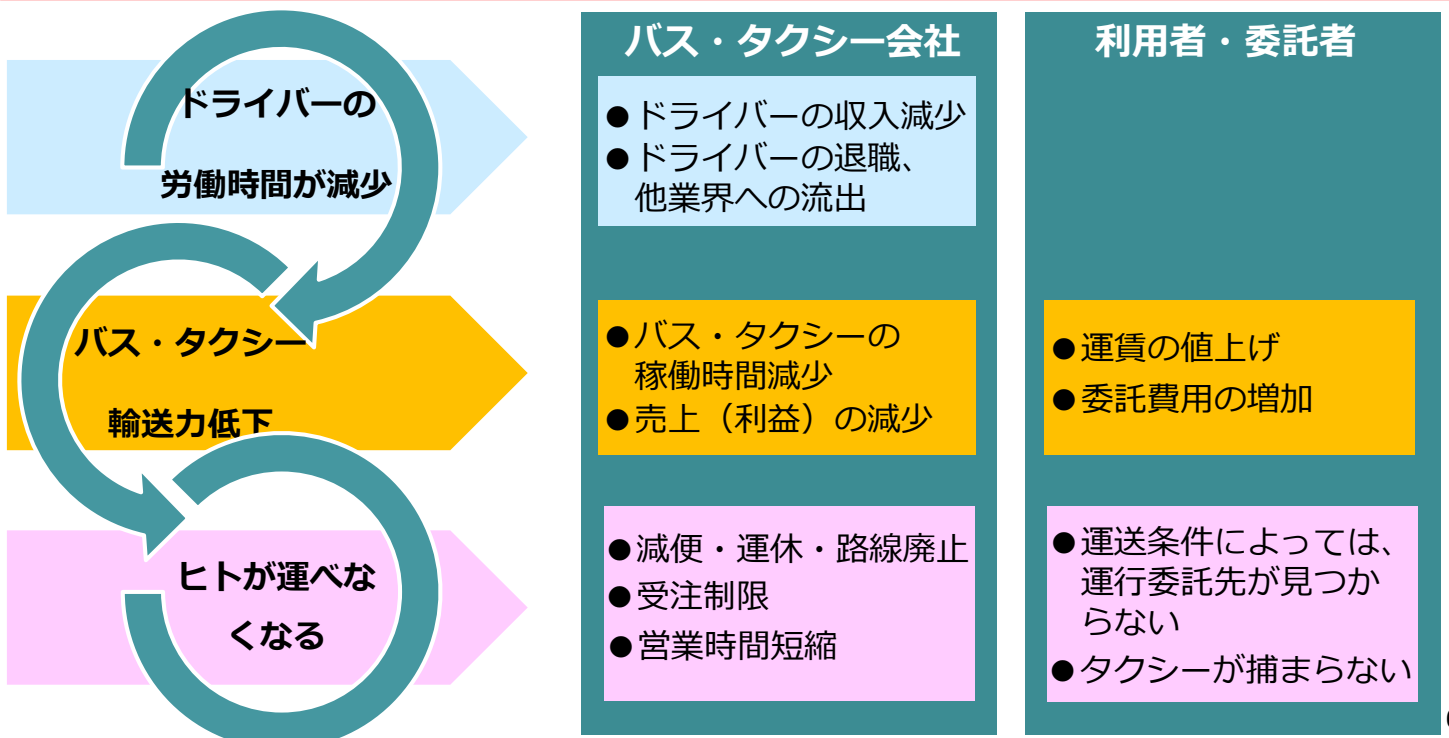 バス・タクシー会社
利用者・委託者
ドライバーの
労働時間が減少
●ドライバーの収入減少
●ドライバーの退職、
他業界への流出
バス・タクシー
輸送力低下
●バス・タクシーの
稼働時間減少
●売上（利益）の減少
●運賃の値上げ
●委託費用の増加
ヒトが運べな
くなる
●減便・運休・路線廃止
●受注制限
●営業時間短縮
●運送条件によっては、
運行委託先が見つか
らない
●タクシーが捕まらない